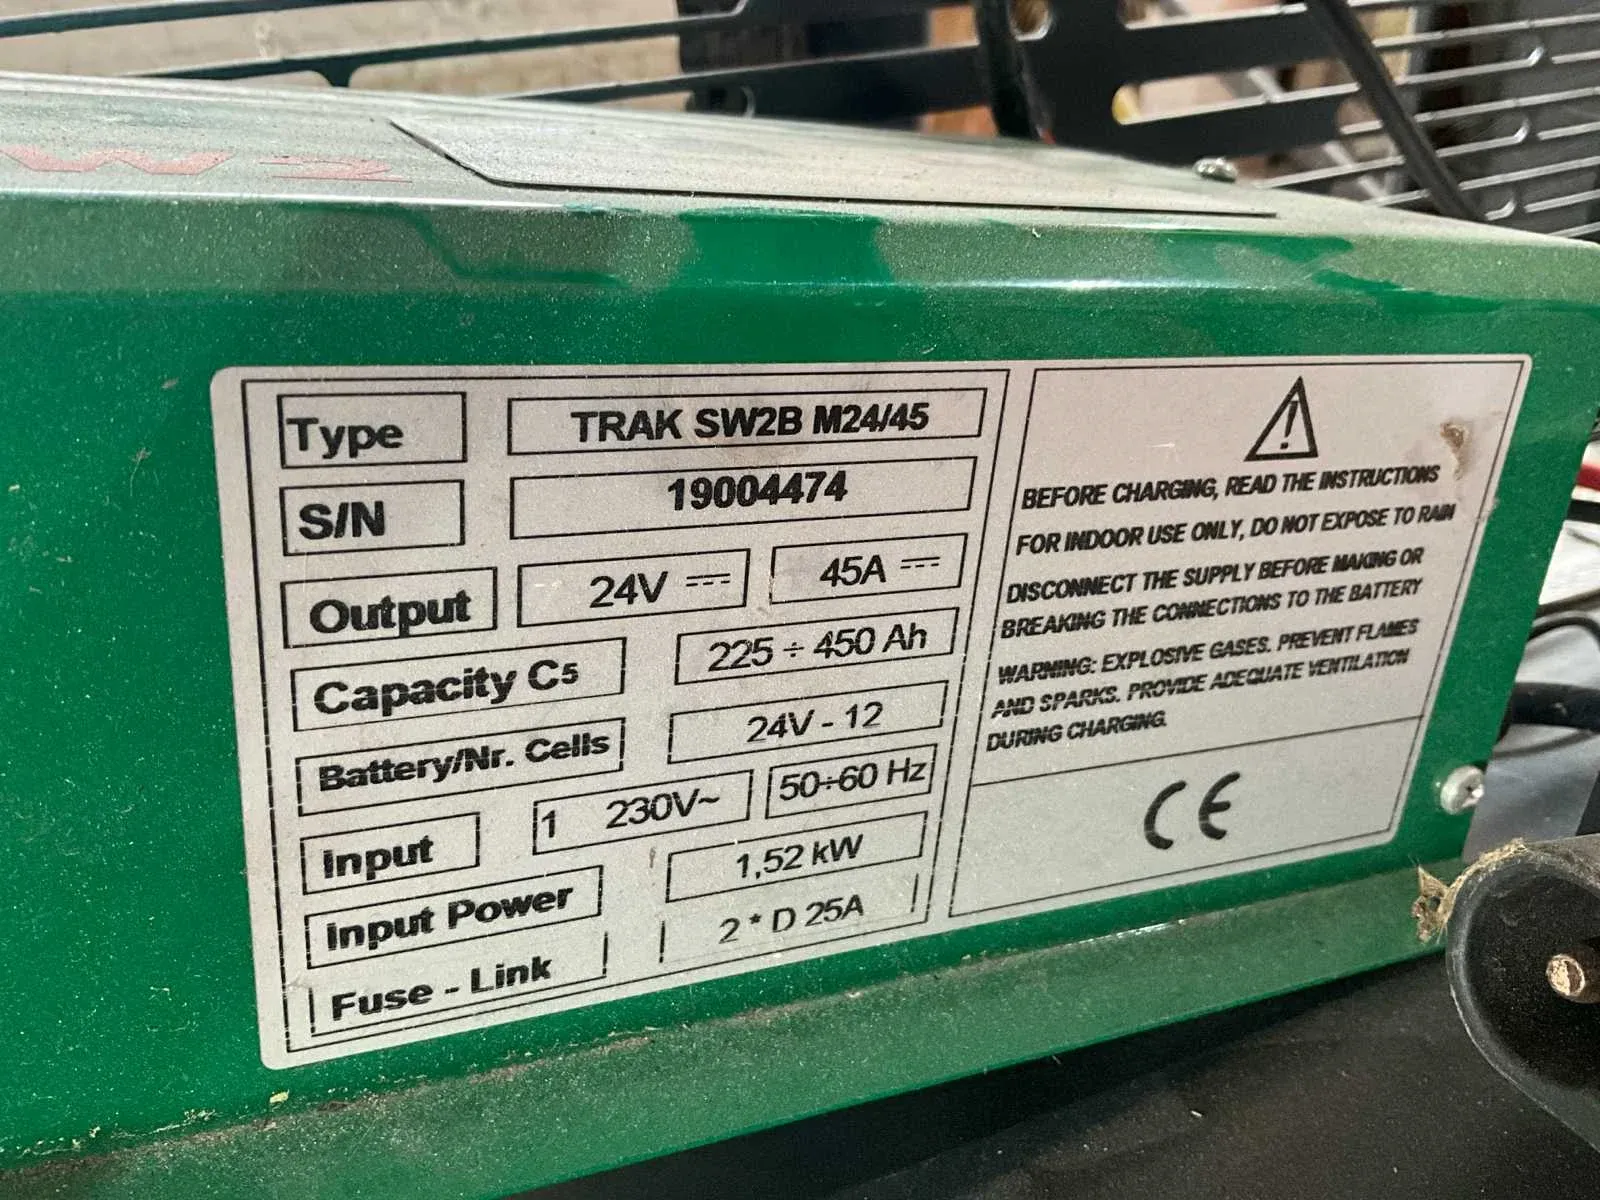 W2
Type TRAK SW2B M24/45
S/N 19004474
Output 24V ⎓ 45A ⎓
Capacity C5 225 ÷ 450 Ah
Battery/Nr. Cells 24V - 12
Input 1 230V~ 50÷60 Hz
Input Power 1,52 kW
Fuse - Link 2 * D 25A
BEFORE CHARGING, READ THE INSTRUCTIONS
FOR INDOOR USE ONLY, DO NOT EXPOSE TO RAIN
DISCONNECT THE SUPPLY BEFORE MAKING OR
BREAKING THE CONNECTIONS TO THE BATTERY
WARNING: EXPLOSIVE GASES. PREVENT FLAMES
AND SPARKS. PROVIDE ADEQUATE VENTILATION
DURING CHARGING.
CE